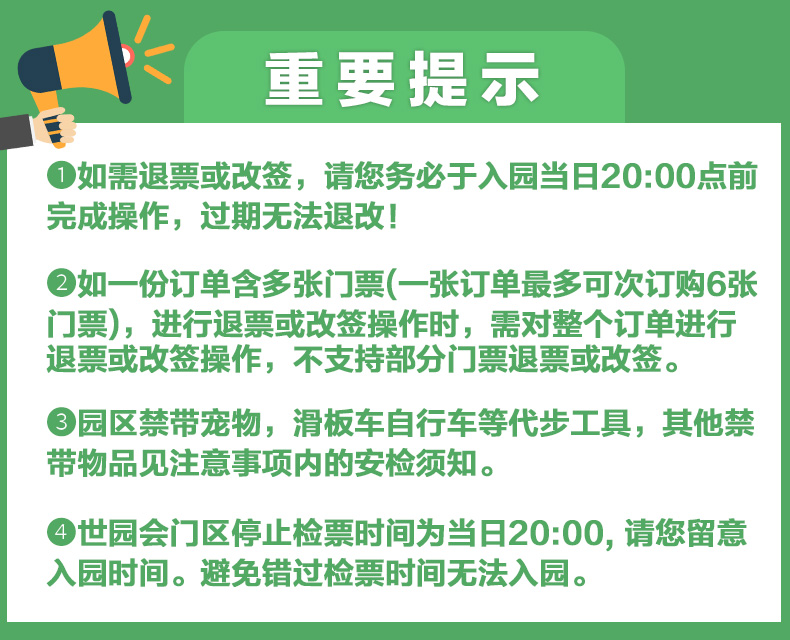 重要提示
❶如需退票或改签，请您务必于入园当日20:00点前
完成操作，过期无法退改！
❷如一份订单含多张门票(一张订单最多可次订购6张
门票)，进行退票或改签操作时，需对整个订单进行
退票或改签操作，不支持部分门票退票或改签。
❸园区禁带宠物，滑板车自行车等代步工具，其他禁
带物品见注意事项内的安检须知。
❹世园会门区停止检票时间为当日20:00, 请您留意
入园时间。避免错过检票时间无法入园。